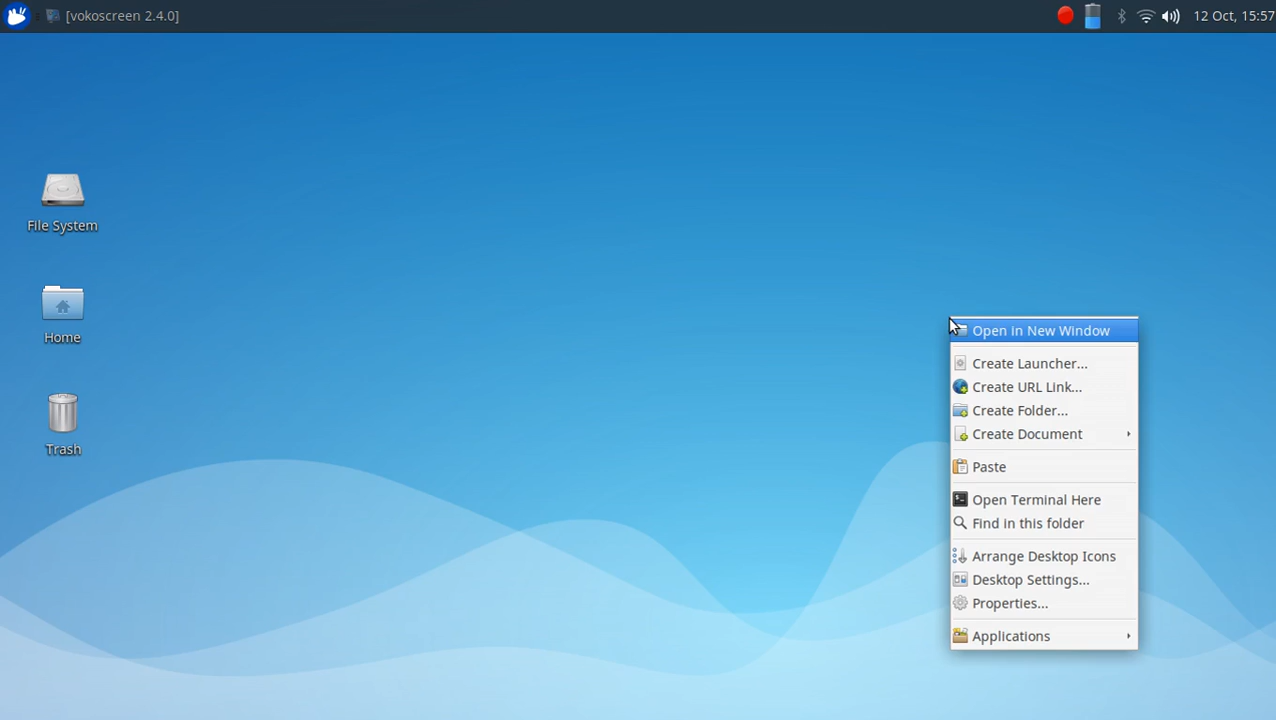 [vokoscreen 2.4.0]
12 Oct, 15:57
File System
Home
Trash
Open in New Window
Create Launcher...
Create URL Link...
Create Folder...
Create Document
Paste
Open Terminal Here
Find in this folder
Arrange Desktop Icons
Desktop Settings...
Properties...
Applications